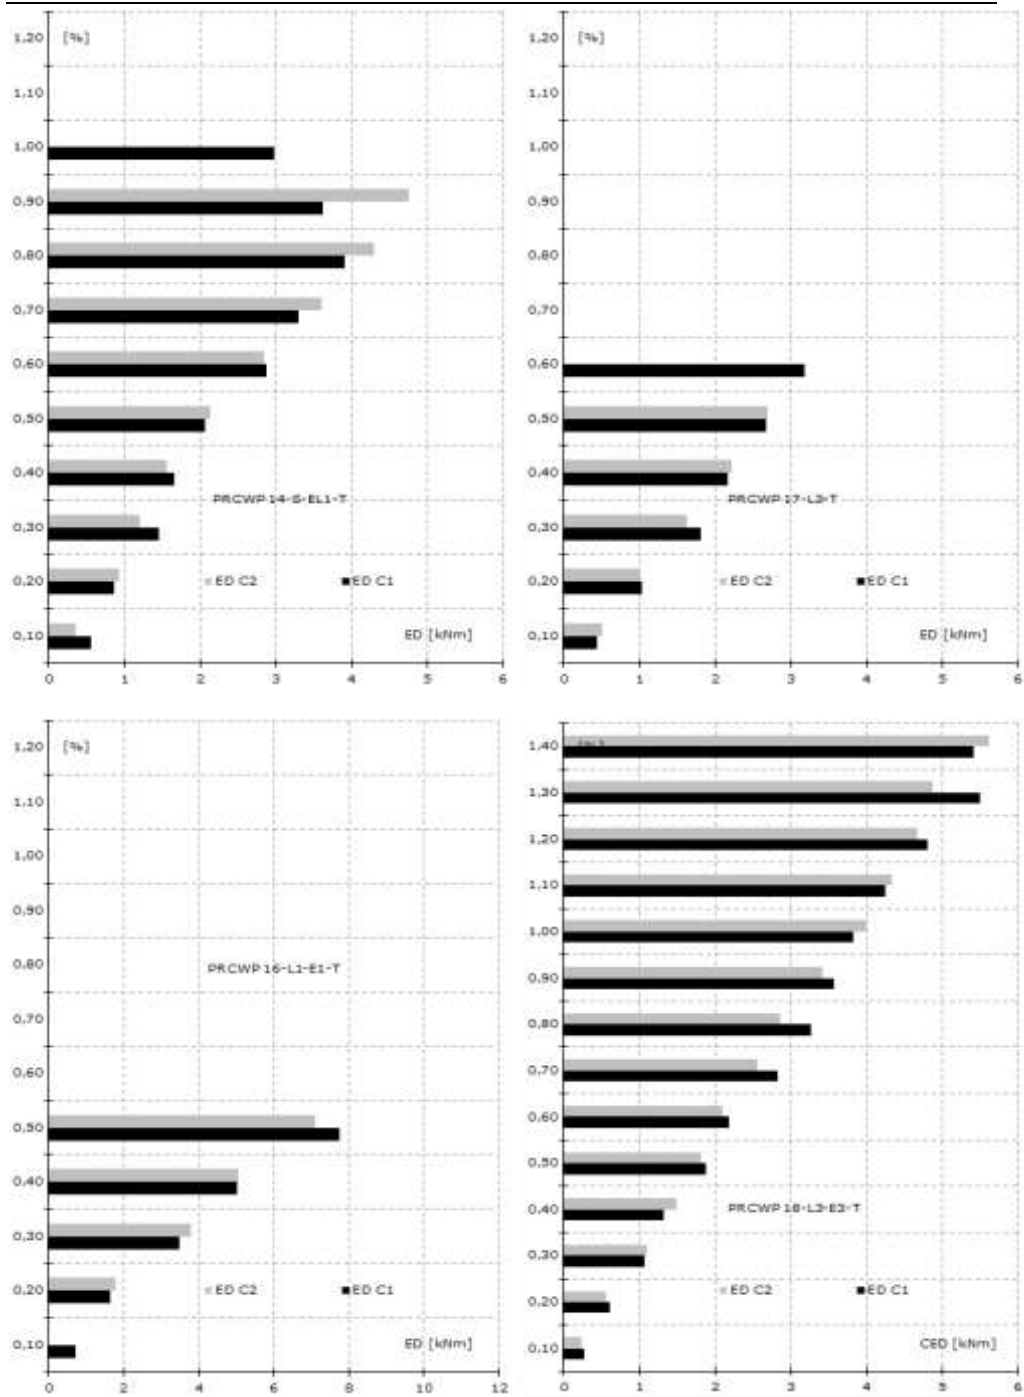 1,20 [%]
1,10
1,00
0,90
0,80
0,70
0,60
0,50
0,40
PRCWP 14-S-EL1-T
0,30
0,20 ED C2 ED C1
0,10 ED [kNm]
0 1 2 3 4 5 6
1,20 [%]
1,10
1,00
0,90
0,80
0,70
0,60
0,50
0,40
PRCWP 17-L3-T
0,30
0,20 ED C2 ED C1
0,10 ED [kNm]
0 1 2 3 4 5 6
1,20 [%]
1,10
1,00
0,90
0,80
PRCWP 16-L1-E1-T
0,70
0,60
0,50
0,40
0,30
0,20 ED C2 ED C1
0,10 ED [kNm]
0 2 4 6 8 10 12
1,40
1,30
1,20
1,10
1,00
0,90
0,80
0,70
0,60
0,50
0,40 PRCWP 18-L3-E3-T
0,30
0,20 ED C2 ED C1
0,10 CED [kNm]
0 1 2 3 4 5 6